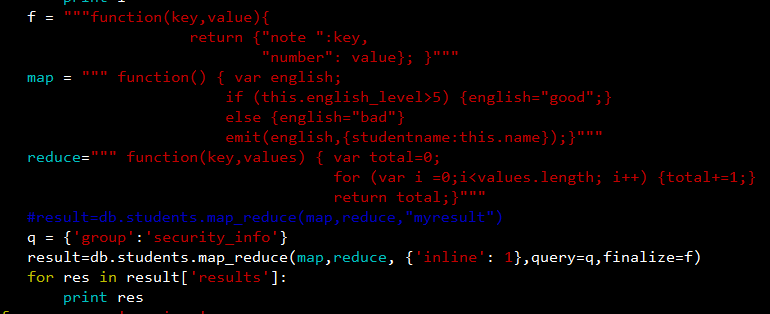 f = """function(key,value){
return {"note ":key,
"number": value}; }"""
map = """ function() { var english;
if (this.english_level>5) {english="good";}
else {english="bad"}
emit(english,{studentname:this.name});}"""
reduce=""" function(key,values) { var total=0;
for (var i =0;i<values.length; i++) {total+=1;}
return total;}"""
#result=db.students.map_reduce(map,reduce,"myresult")
q = {'group':'security_info'}
result=db.students.map_reduce(map,reduce, {'inline': 1},query=q,finalize=f)
for res in result['results']:
print res